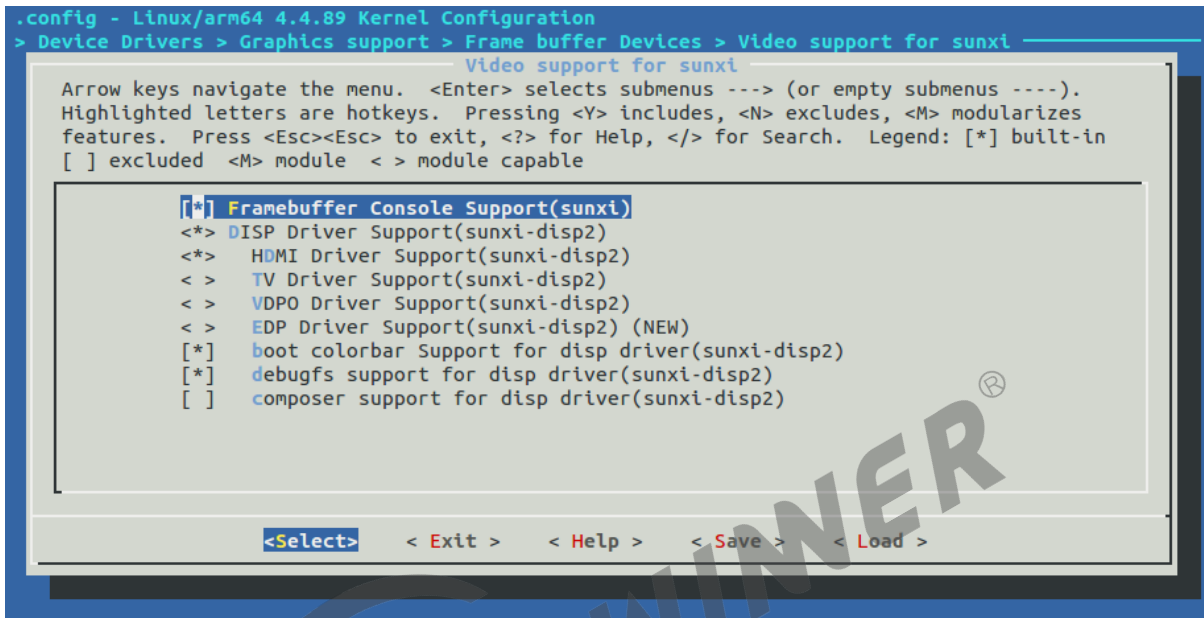 .config - Linux/arm64 4.4.89 Kernel Configuration
> Device Drivers > Graphics support > Frame buffer Devices > Video support for sunxi
Video support for sunxi
Arrow keys navigate the menu.  <Enter> selects submenus ---> (or empty submenus ----).
Highlighted letters are hotkeys.  Pressing <Y> includes, <N> excludes, <M> modularizes
features.  Press <Esc><Esc> to exit, <?> for Help, </> for Search.  Legend: [*] built-in
[ ] excluded  <M> module  < > module capable
[*] Framebuffer Console Support(sunxi)
<*> DISP Driver Support(sunxi-disp2)
<*>   HDMI Driver Support(sunxi-disp2)
< >   TV Driver Support(sunxi-disp2)
< >   VDPO Driver Support(sunxi-disp2)
< >   EDP Driver Support(sunxi-disp2) (NEW)
[*]   boot colorbar Support for disp driver(sunxi-disp2)
[*]   debugfs support for disp driver(sunxi-disp2)
[ ]   composer support for disp driver(sunxi-disp2)
<Select>    < Exit >    < Help >    < Save >    < Load >